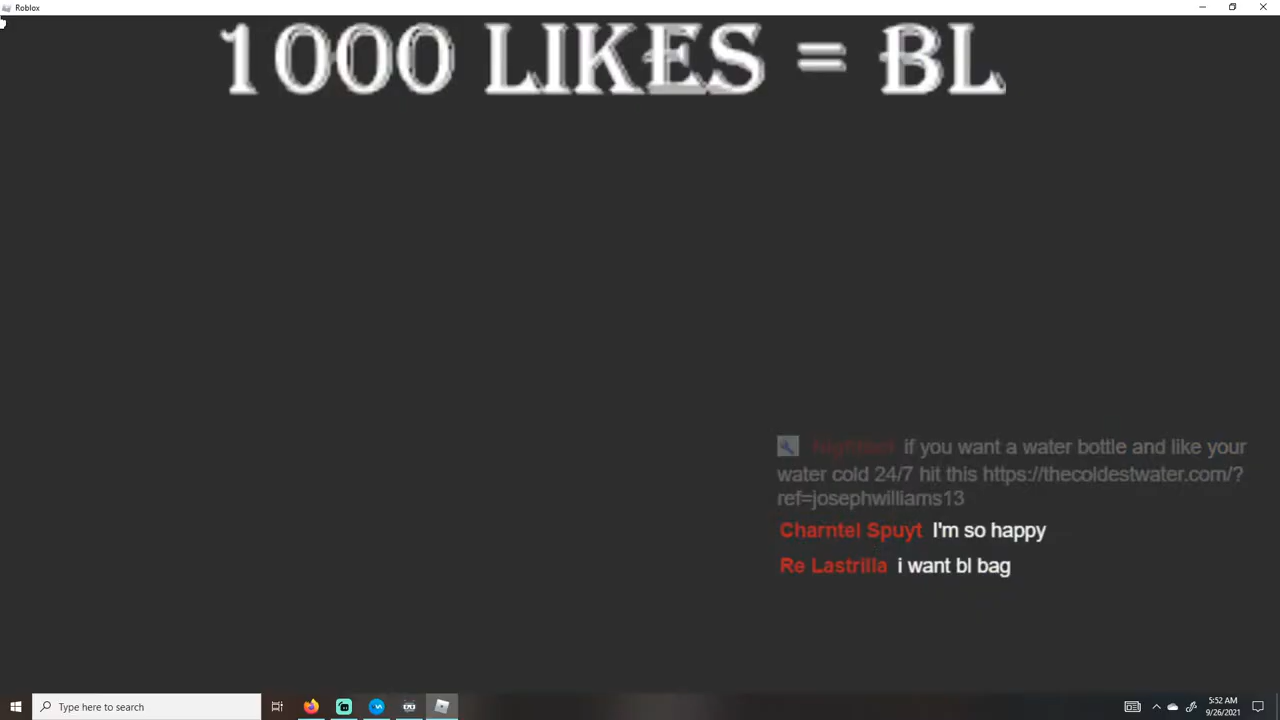 Roblox
1000 LIKES = BL
if you want a water bottle and like your
water cold 24/7 hit this https://thecoldestwater.com/?
ref=josephwilliams13
Charntel Spuyt I'm so happy
Re Lastrilla i want bl bag
Type here to search
5:52 AM
9/26/2021